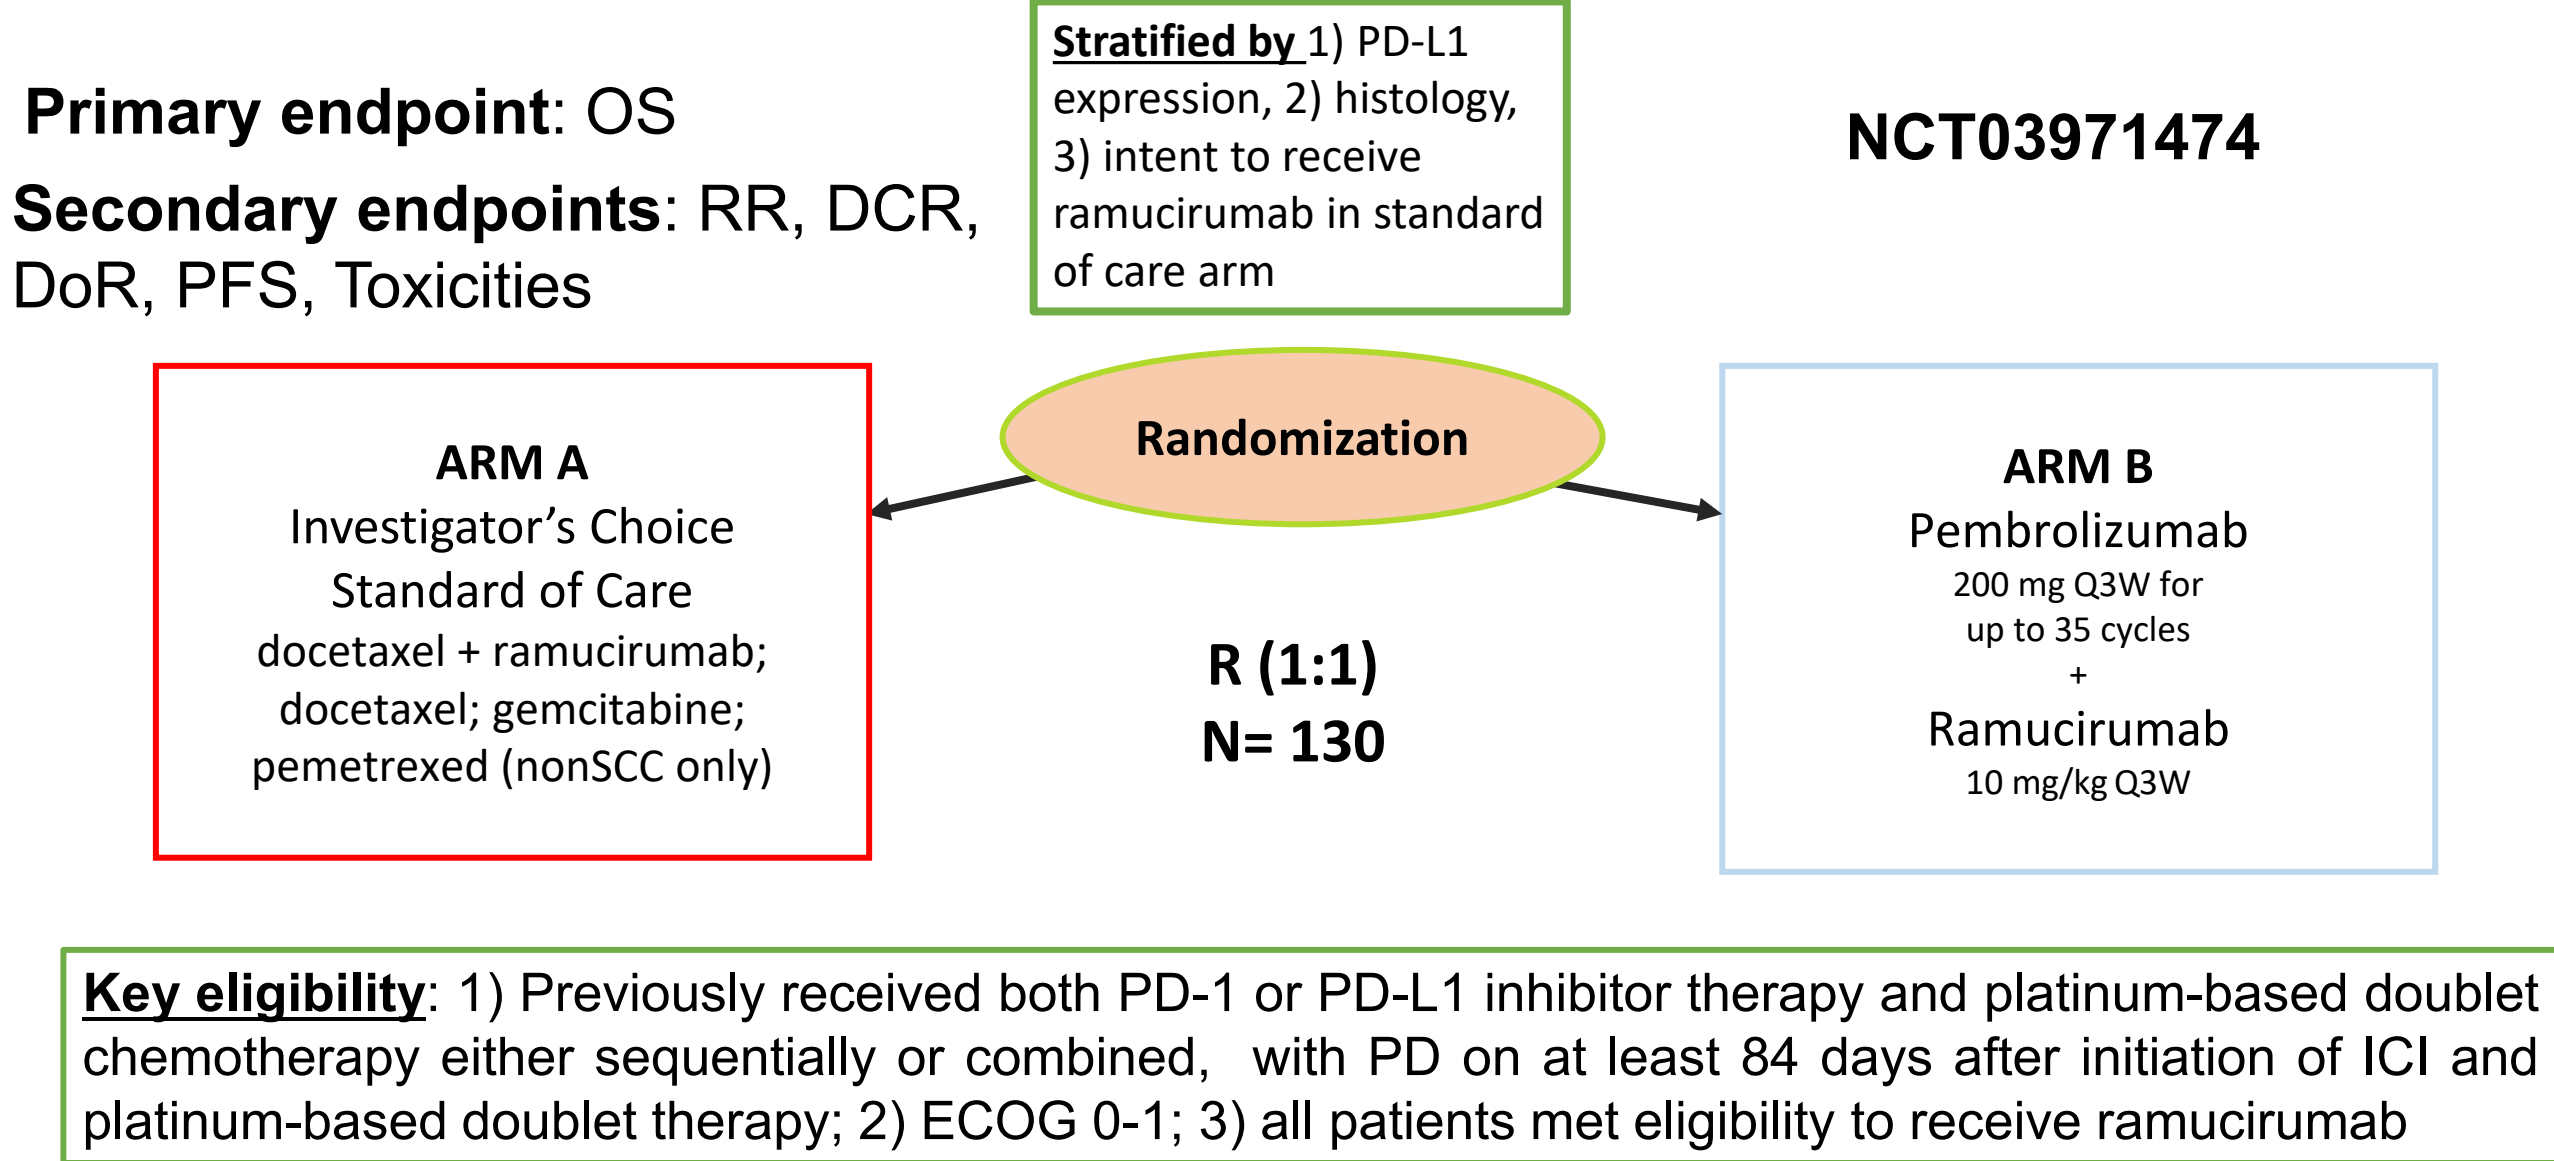 Primary endpoint: OS
Secondary endpoints: RR, DCR,
DoR, PFS, Toxicities
Stratified by 1) PD-L1
expression, 2) histology,
3) intent to receive
ramucirumab in standard
of care arm
NCT03971474
Randomization
ARM A
Investigator’s Choice
Standard of Care
docetaxel + ramucirumab;
docetaxel; gemcitabine;
pemetrexed (nonSCC only)
R (1:1)
N= 130
ARM B
Pembrolizumab
200 mg Q3W for
up to 35 cycles
+
Ramucirumab
10 mg/kg Q3W
Key eligibility: 1) Previously received both PD-1 or PD-L1 inhibitor therapy and platinum-based doublet
chemotherapy either sequentially or combined, with PD on at least 84 days after initiation of ICI and
platinum-based doublet therapy; 2) ECOG 0-1; 3) all patients met eligibility to receive ramucirumab